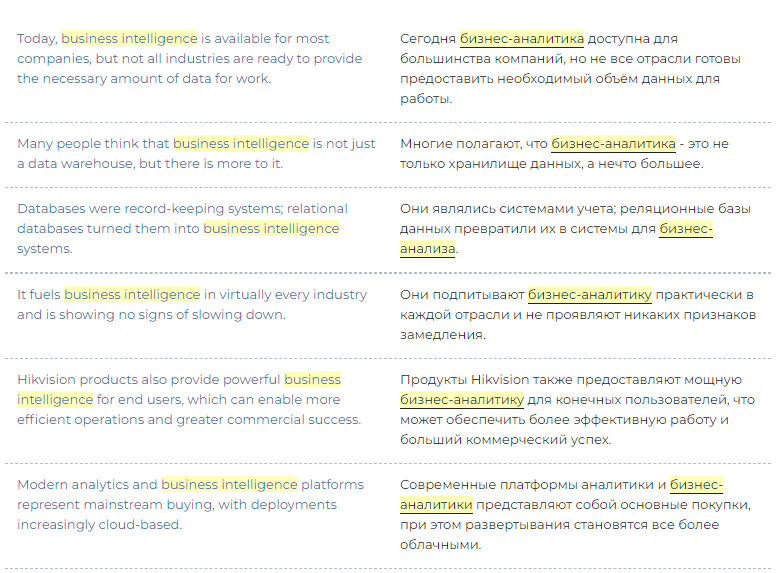 Today, business intelligence is available for most
companies, but not all industries are ready to provide
the necessary amount of data for work.
Сегодня бизнес-аналитика доступна для
большинства компаний, но не все отрасли готовы
предоставить необходимый объём данных для
работы.
Many people think that business intelligence is not just
a data warehouse, but there is more to it.
Многие полагают, что бизнес-аналитика - это не
только хранилище данных, а нечто большее.
Databases were record-keeping systems; relational
databases turned them into business intelligence
systems.
Они являлись системами учета; реляционные базы
данных превратили их в системы для бизнес-
анализа.
It fuels business intelligence in virtually every industry
and is showing no signs of slowing down.
Они подпитывают бизнес-аналитику практически в
каждой отрасли и не проявляют никаких признаков
замедления.
Hikvision products also provide powerful business
intelligence for end users, which can enable more
efficient operations and greater commercial success.
Продукты Hikvision также предоставляют мощную
бизнес-аналитику для конечных пользователей, что
может обеспечить более эффективную работу и
больший коммерческий успех.
Modern analytics and business intelligence platforms
represent mainstream buying, with deployments
increasingly cloud-based.
Современные платформы аналитики и бизнес-
аналитики представляют собой основные покупки,
при этом развертывания становятся все более
облачными.